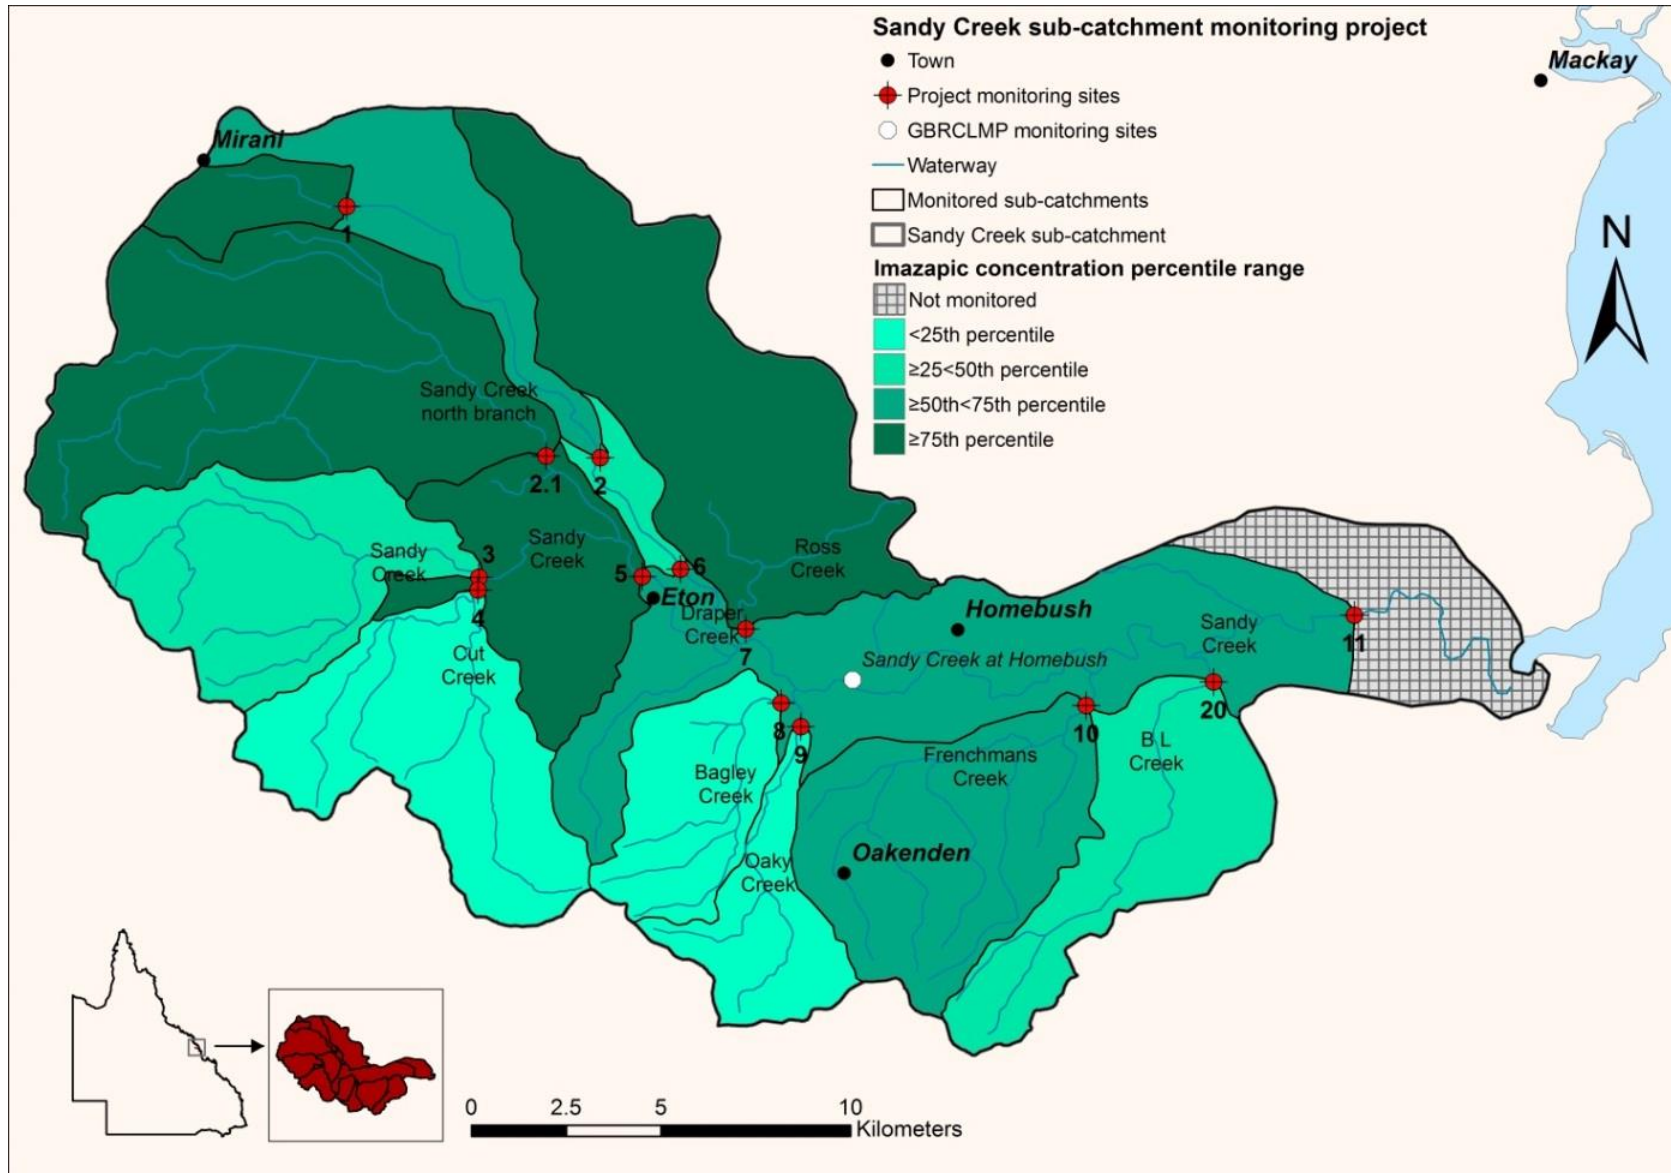 Sandy Creek sub-catchment monitoring project
Town
Project monitoring sites
GBRCLMP monitoring sites
Waterway
Monitored sub-catchments
Sandy Creek sub-catchment
Imazapic concentration percentile range
Not monitored
<25th percentile
≥25<50th percentile
≥50th<75th percentile
≥75th percentile
Mackay
N
Mirani
1
Sandy Creek
north branch
2.1
2
Sandy
Creek
3
4
Sandy
Creek
5
6
Eton
Draper
Creek
7
Ross
Creek
Homebush
Sandy Creek at Homebush
Sandy
Creek
11
Cut
Creek
8
9
10
20
Bagley
Creek
Frenchmans
Creek
B L
Creek
Oaky
Creek
Oakenden
0
2.5
5
10
Kilometers